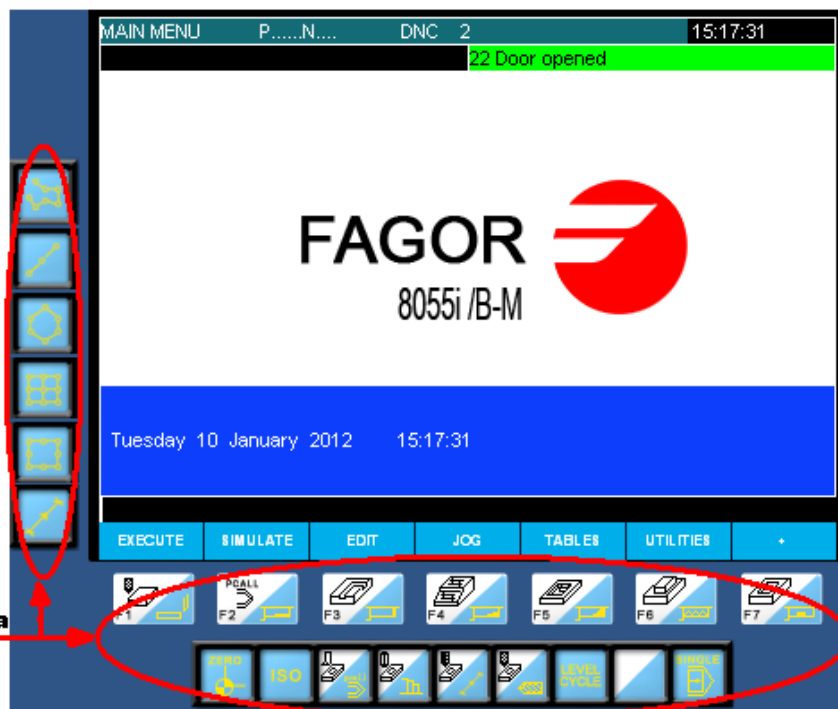 MAIN MENU P......N.... DNC 2 15:17:31
22 Door opened
FAGOR
8055i /B-M
Tuesday 10 January 2012 15:17:31
EXECUTE SIMULATE EDIT JOG TABLES UTILITIES +
PCALL
F1 F2 F3 F4 F5 F6 F7
a
ZERO ISO LEVEL CYCLE SINGLE